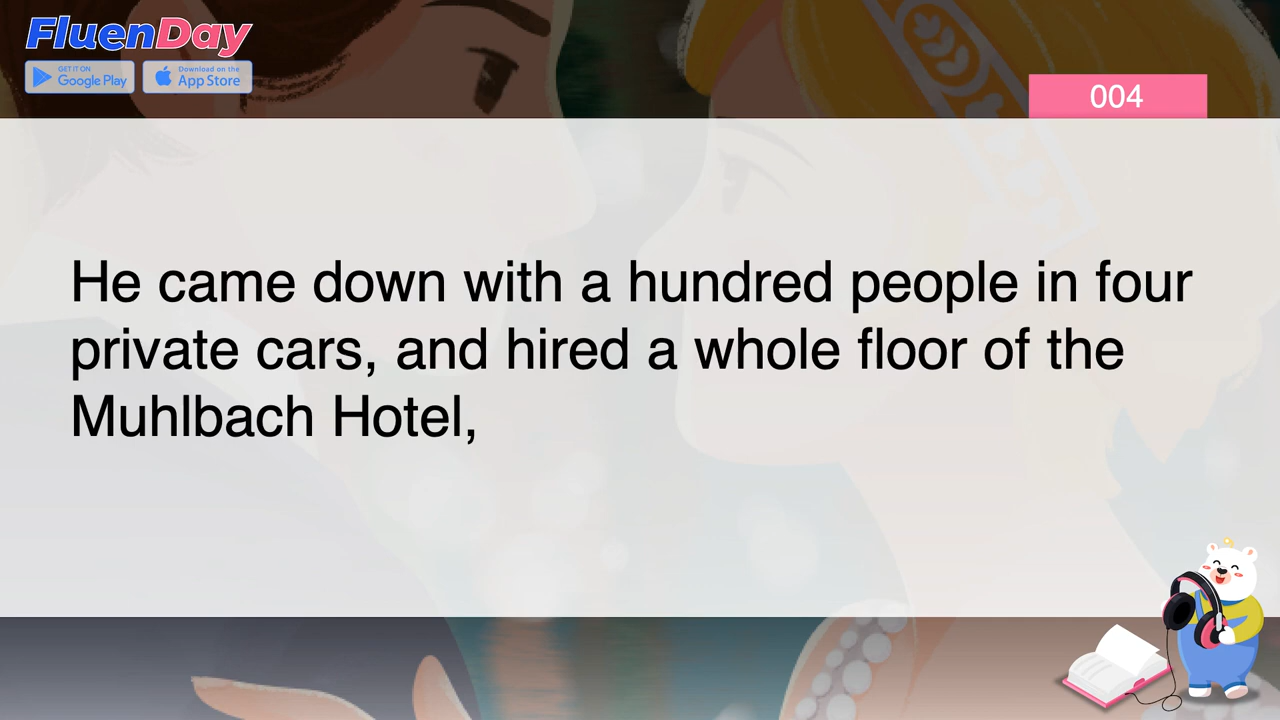 FluenDay
GET IT ON
Google Play
Download on the
App Store
004
He came down with a hundred people in four
private cars, and hired a whole floor of the
Muhlbach Hotel,